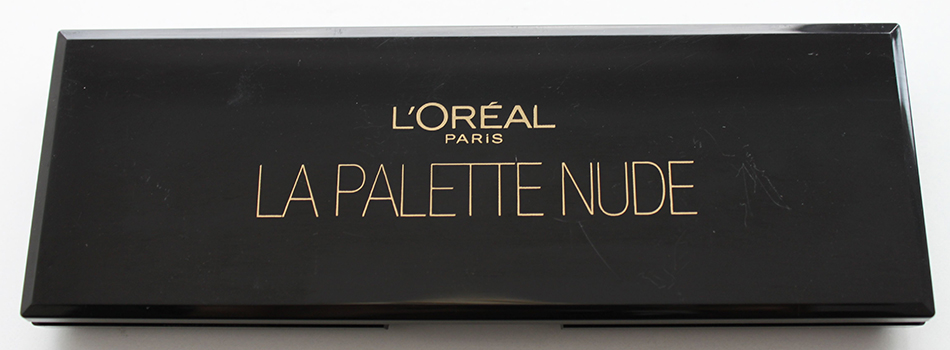 L'ORÉAL
PARIS
LA PALETTE NUDE